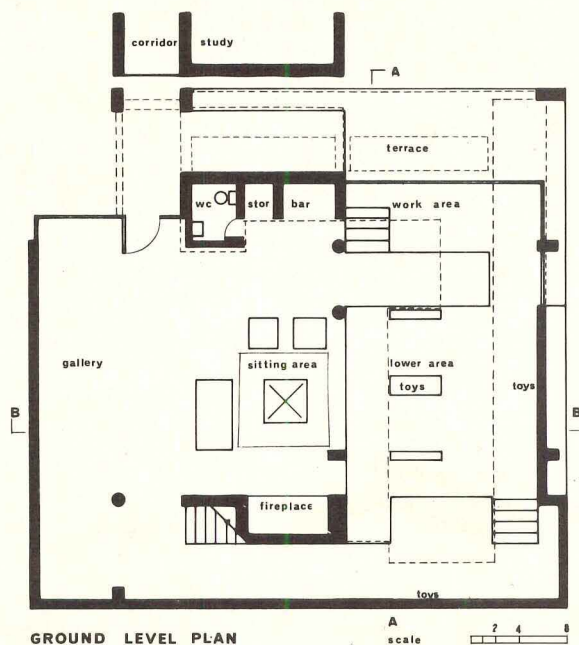 corridor study
A
terrace
wc stor bar work area
gallery sitting area lower area
toys toys
B B
fireplace
toys
GROUND LEVEL PLAN
A
scale 2 4 8